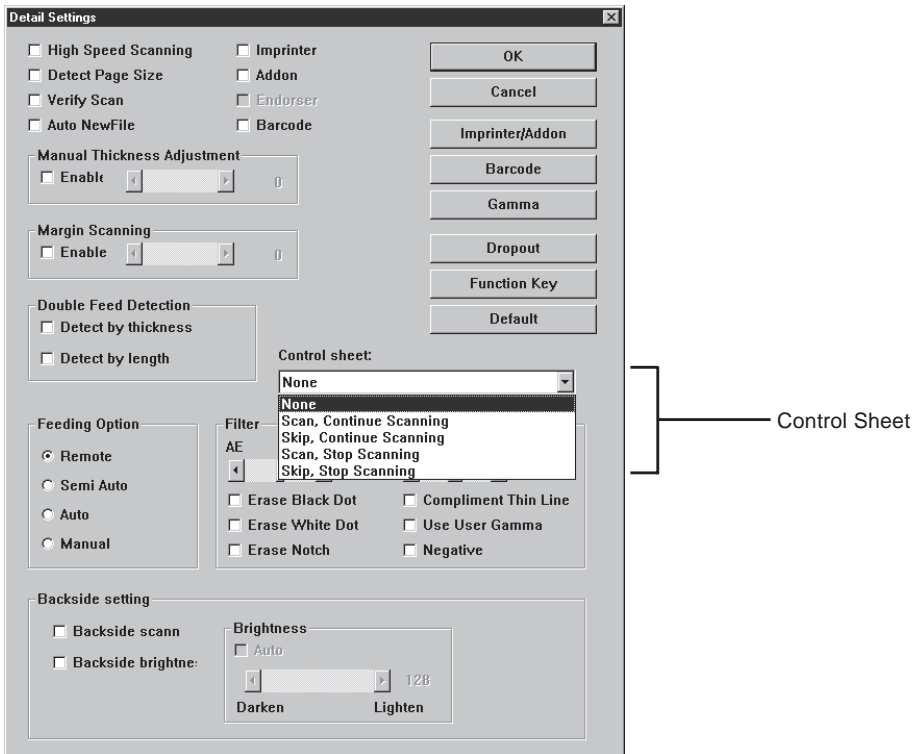 Detail Settings
High Speed Scanning
Imprinter
Detect Page Size
Addon
Verify Scan
Endorser
Auto NewFile
Barcode
OK
Cancel
Imprinter/Addon
Barcode
Gamma
Dropout
Function Key
Default
Manual Thickness Adjustment
Enable
0
Margin Scanning
Enable
0
Double Feed Detection
Detect by thickness
Detect by length
Control sheet:
None
None
Scan, Continue Scanning
Skip, Continue Scanning
Scan, Stop Scanning
Skip, Stop Scanning
Control Sheet
Feeding Option
Remote
Semi Auto
Auto
Manual
Filter
AE
Erase Black Dot
Compliment Thin Line
Erase White Dot
Use User Gamma
Erase Notch
Negative
Backside setting
Backside scann
Backside brightne
Brightness
Auto
128
Darken
Lighten